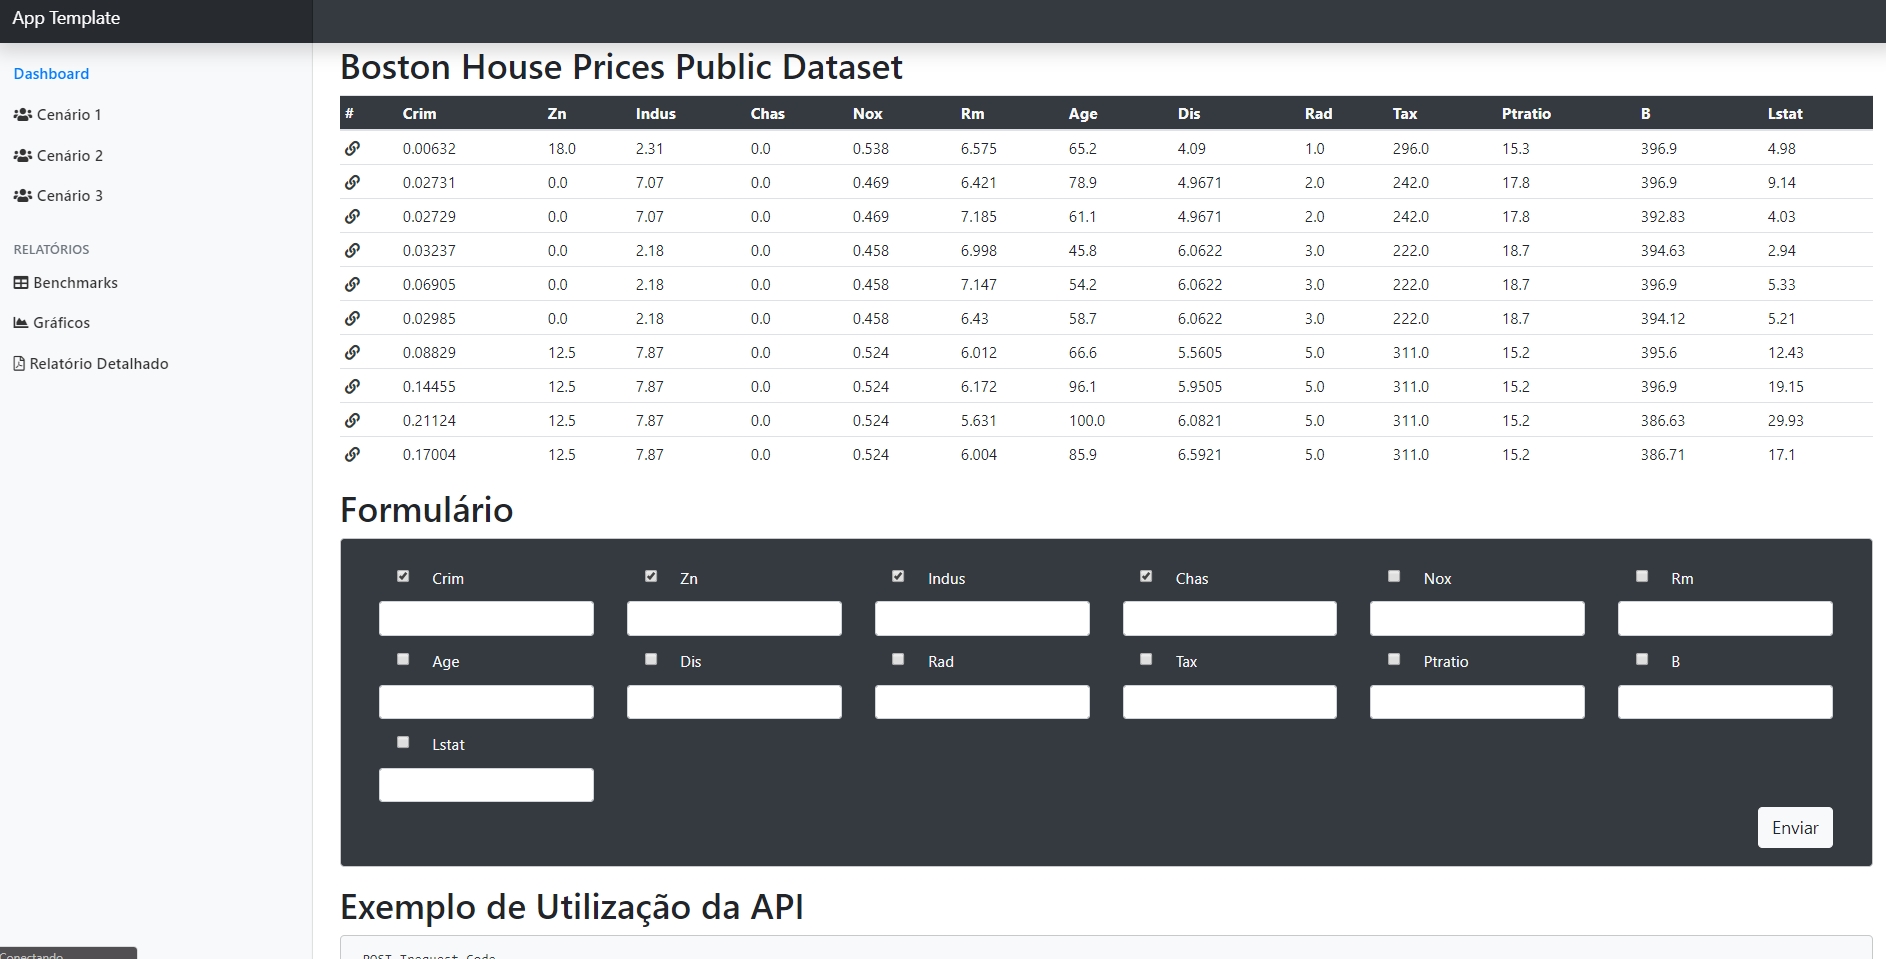 App Template
Dashboard
Cenário 1
Cenário 2
Cenário 3
RELATÓRIOS
Benchmarks
Gráficos
Relatório Detalhado
Boston House Prices Public Dataset
# Crim Zn Indus Chas Nox Rm Age Dis Rad Tax Ptratio B Lstat
0.00632 18.0 2.31 0.0 0.538 6.575 65.2 4.09 1.0 296.0 15.3 396.9 4.98
0.02731 0.0 7.07 0.0 0.469 6.421 78.9 4.9671 2.0 242.0 17.8 396.9 9.14
0.02729 0.0 7.07 0.0 0.469 7.185 61.1 4.9671 2.0 242.0 17.8 392.83 4.03
0.03237 0.0 2.18 0.0 0.458 6.998 45.8 6.0622 3.0 222.0 18.7 394.63 2.94
0.06905 0.0 2.18 0.0 0.458 7.147 54.2 6.0622 3.0 222.0 18.7 396.9 5.33
0.02985 0.0 2.18 0.0 0.458 6.43 58.7 6.0622 3.0 222.0 18.7 394.12 5.21
0.08829 12.5 7.87 0.0 0.524 6.012 66.6 5.5605 5.0 311.0 15.2 395.6 12.43
0.14455 12.5 7.87 0.0 0.524 6.172 96.1 5.9505 5.0 311.0 15.2 396.9 19.15
0.21124 12.5 7.87 0.0 0.524 5.631 100.0 6.0821 5.0 311.0 15.2 386.63 29.93
0.17004 12.5 7.87 0.0 0.524 6.004 85.9 6.5921 5.0 311.0 15.2 386.71 17.1
Formulário
Crim Zn Indus Chas Nox Rm
Age Dis Rad Tax Ptratio B
Lstat
Enviar
Exemplo de Utilização da API
POST Code
Conectando